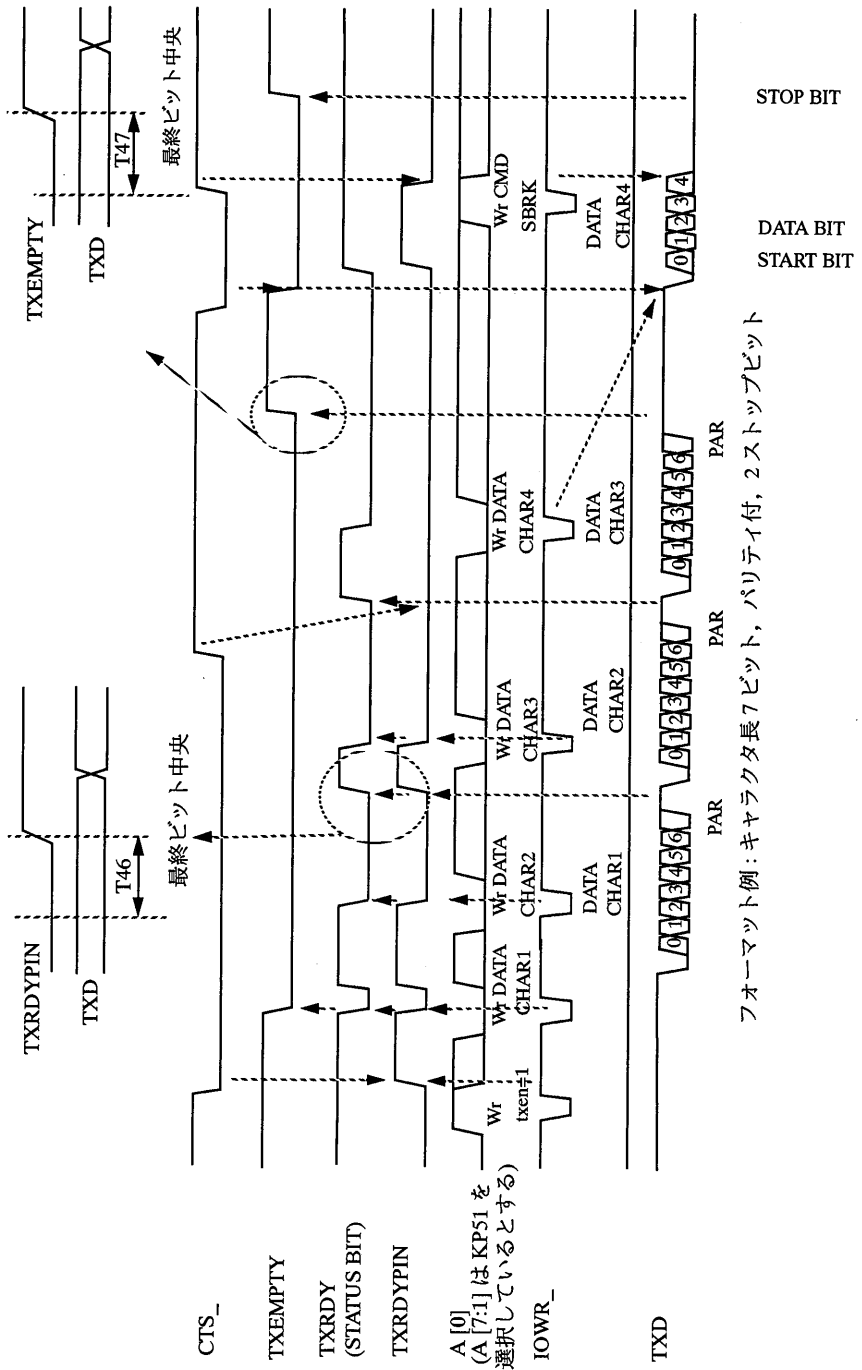 TXRDYPIN
TXD
T46
最終ビット中央
TXEMPTY
TXD
T47
最終ビット中央
CTS_
TXEMPTY
TXRDY
(STATUS BIT)
TXRDYPIN
A [0]
(A [7:1] は KP51 を
選択しているとする)
IOWR_
TXD
Wr
txen=1
Wr DATA
CHAR1
Wr DATA
CHAR2
Wr DATA
CHAR3
Wr DATA
CHAR4
Wr CMD
SBRK
DATA
CHAR1
DATA
CHAR2
DATA
CHAR3
DATA
CHAR4
0 1 2 3 4 5 6
0 1 2 3 4 5 6
0 1 2 3 4 5 6
0 1 2 3 4
PAR
PAR
PAR
START BIT
DATA BIT
STOP BIT
フォーマット例：キャラクタ長7ビット，パリティ付，2ストップビット